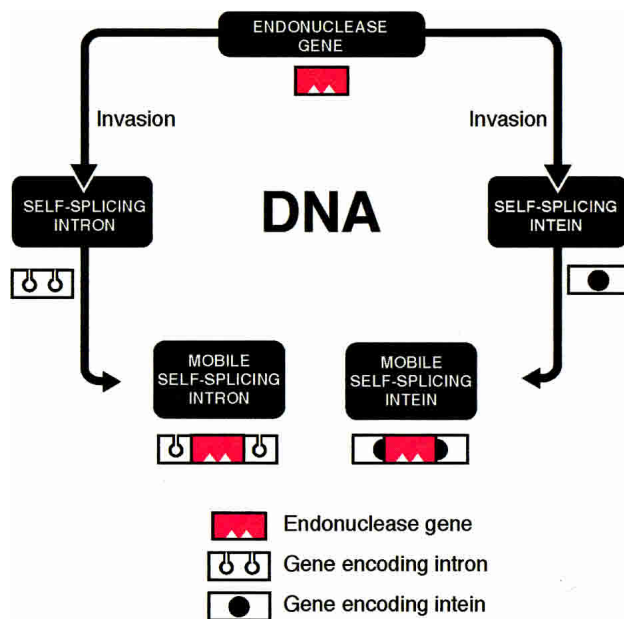 ENDONUCLEASE
GENE
Invasion
Invasion
SELF-SPLICING
INTRON
DNA
SELF-SPLICING
INTEIN
MOBILE
SELF-SPLICING
INTRON
MOBILE
SELF-SPLICING
INTEIN
Endonuclease gene
Gene encoding intron
Gene encoding intein